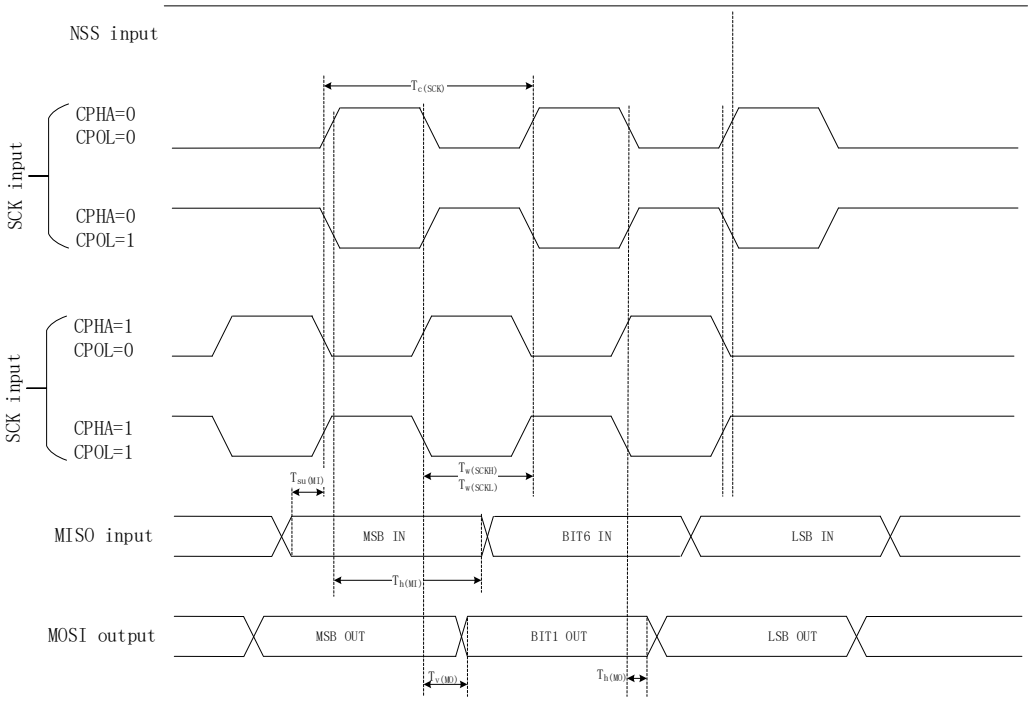 NSS input
Tc(SCK)
SCK input
CPHA=0
CPOL=0
CPHA=0
CPOL=1
SCK input
CPHA=1
CPOL=0
CPHA=1
CPOL=1
Tw(SCKH)
Tw(SCKL)
Tsu(MI)
MISO input
MSB IN
BIT6 IN
LSB IN
Th(MI)
MOSI output
MSB OUT
BIT1 OUT
LSB OUT
Tv(MO)
Th(MO)